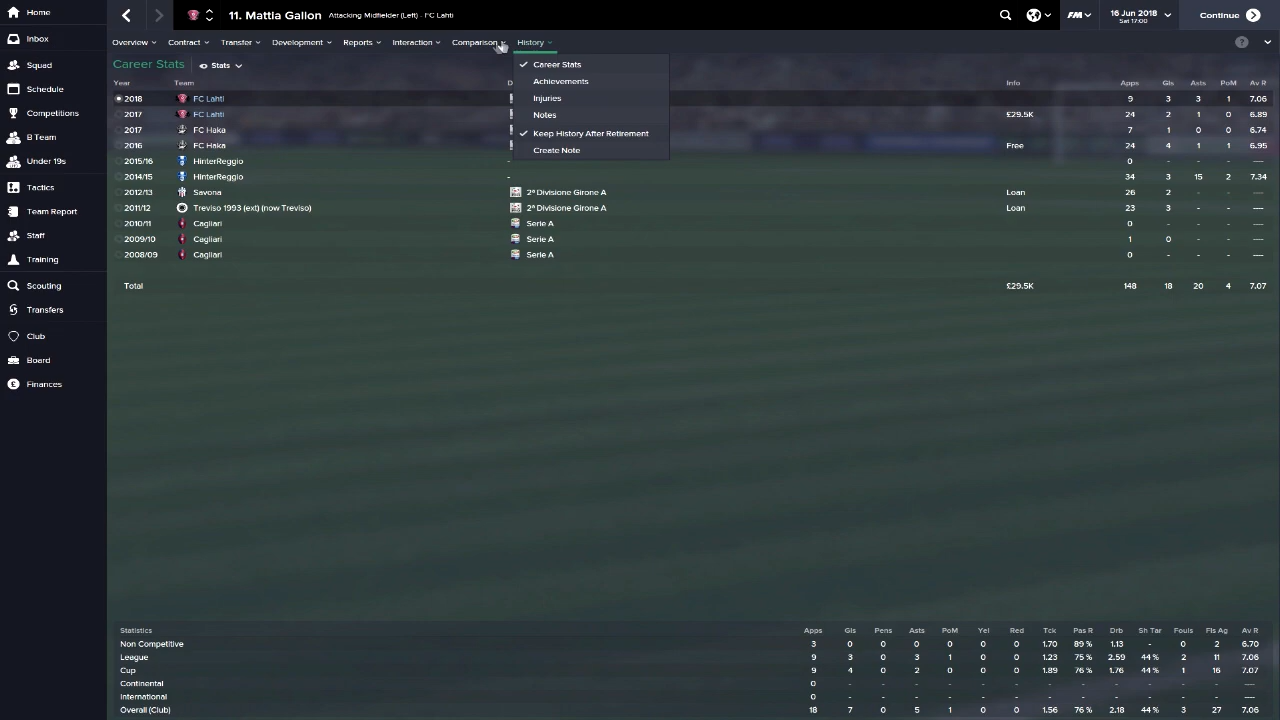 Home
Inbox
Squad
Schedule
Competitions
B Team
Under 19s
Tactics
Team Report
Staff
Training
Scouting
Transfers
Club
Board
Finances
11. Mattia Gallon Attacking Midfielder (Left) - FC Lahti
FM
16 Jun 2018
Sat 17:00
Continue
Overview Contract Transfer Development Reports Interaction Comparison History
Career Stats Stats
Career Stats
Achievements
Injuries
Notes
Keep History After Retirement
Create Note
Year Team D Info Apps Gls Asts PoM Av R
2018 FC Lahti 9 3 3 1 7.06
2017 FC Lahti £29.5K 24 2 1 0 6.89
2017 FC Haka 7 1 0 0 6.74
2016 FC Haka Free 24 4 1 1 6.95
2015/16 HinterReggio - 0 - - - ----
2014/15 HinterReggio - 34 3 15 2 7.34
2012/13 Savona 2ª Divisione Girone A Loan 26 2 - - ----
2011/12 Treviso 1993 (ext) (now Treviso) 2ª Divisione Girone A Loan 23 3 - - ----
2010/11 Cagliari Serie A 0 - - - ----
2009/10 Cagliari Serie A 1 0 - - ----
2008/09 Cagliari Serie A 0 - - - ----
Total £29.5K 148 18 20 4 7.07
Statistics Apps Gls Pens Asts PoM Yel Red Tck Pas R Drb Sh Tar Fouls Fls Ag Av R
Non Competitive 3 0 0 0 0 0 0 1.70 89 % 1.13 - 0 2 6.70
League 9 3 0 3 1 0 0 1.23 75 % 2.59 44 % 2 11 7.06
Cup 9 4 0 2 0 0 0 1.89 76 % 1.76 44 % 1 16 7.07
Continental 0 - - - - - - - - - - - - ----
International 0 - - - - - - - - - - - - ----
Overall (Club) 18 7 0 5 1 0 0 1.56 76 % 2.18 44 % 3 27 7.06